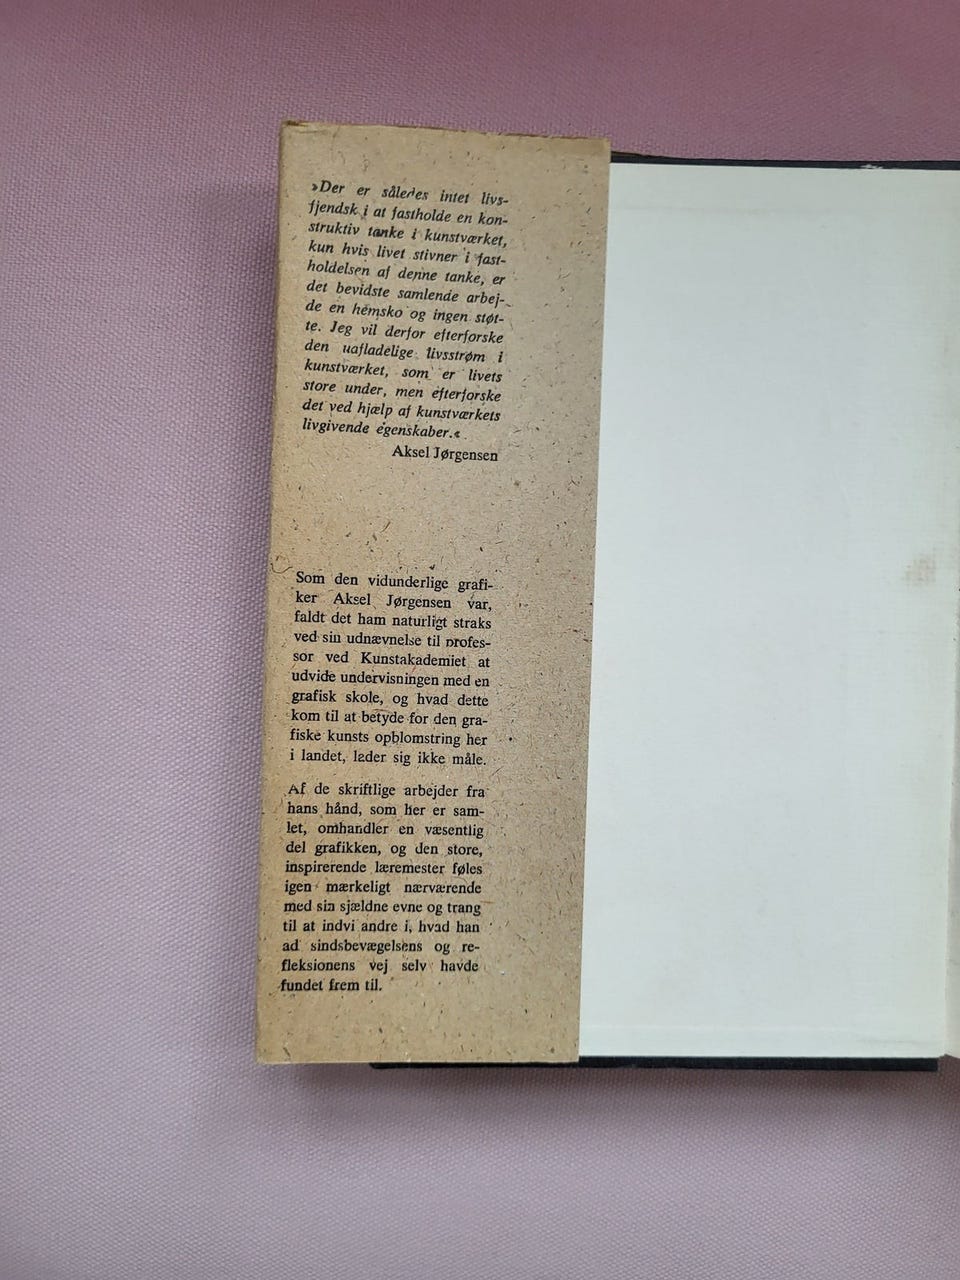 »Der er således intet livs-
fjendsk i at fastholde en kon-
struktiv tanke i kunstværket,
kun hvis livet stivner i fast-
holdelsen af denne tanke, er
det bevidste samlende arbej-
de en hemsko og ingen støt-
te. Jeg vil derfor efterforske
den uafladelige livsstrøm i
kunstværket, som er livets
store under, men efterforske
det ved hjælp af kunstværkets
livgivende egenskaber.«
Aksel Jørgensen
Som den vidunderlige grafi-
ker Aksel Jørgensen var,
faldt det ham naturligt straks
ved sin udnævnelse til profes-
sor ved Kunstakademiet at
udvide undervisningen med en
grafisk skole, og hvad dette
kom til at betyde for den gra-
fiske kunsts opblomstring her
i landet, lader sig ikke måle.
Af de skriftlige arbejder fra
hans hånd, som her er sam-
let, omhandler en væsentlig
del grafikken, og den store,
inspirerende læremester føles
igen mærkeligt nærværende
med sin sjældne evne og trang
til at indvi andre i, hvad han
ad sindsbevægelsens og re-
fleksionens vej selv havde
fundet frem til.